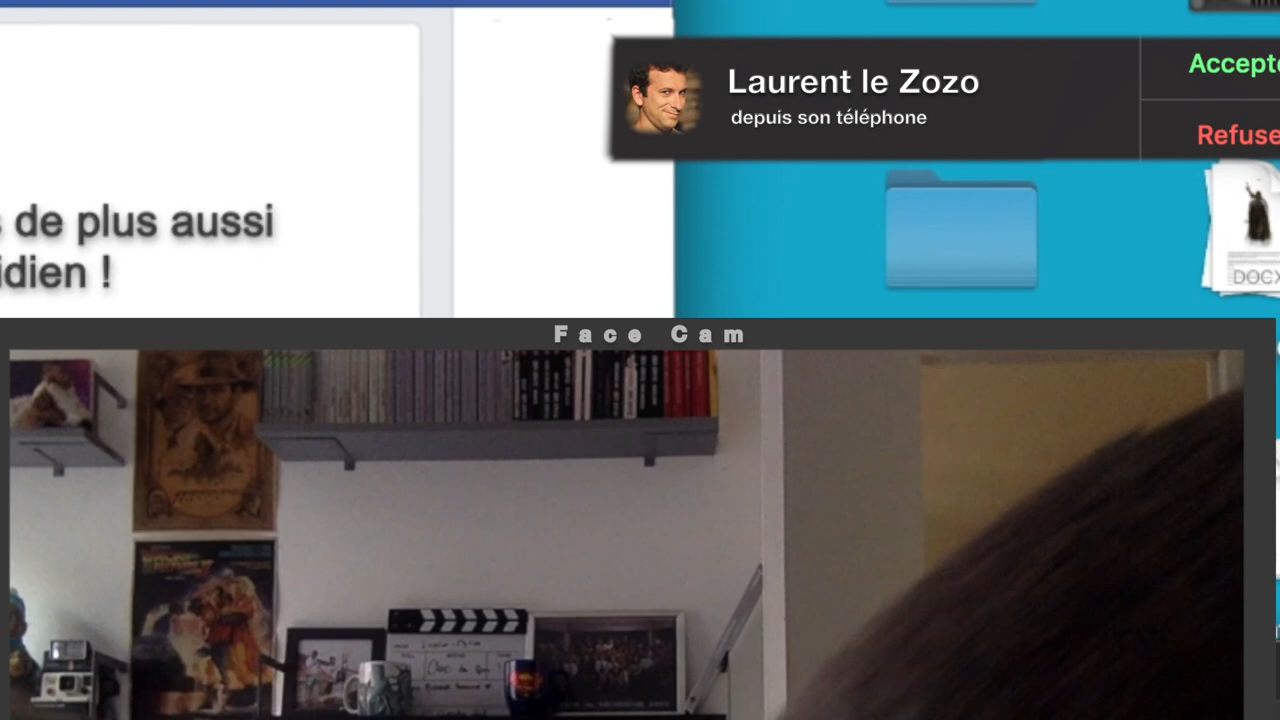 Laurent le Zozo
depuis son téléphone
Accepte
Refuse
de plus aussi
idien !
DOCX
Face Cam